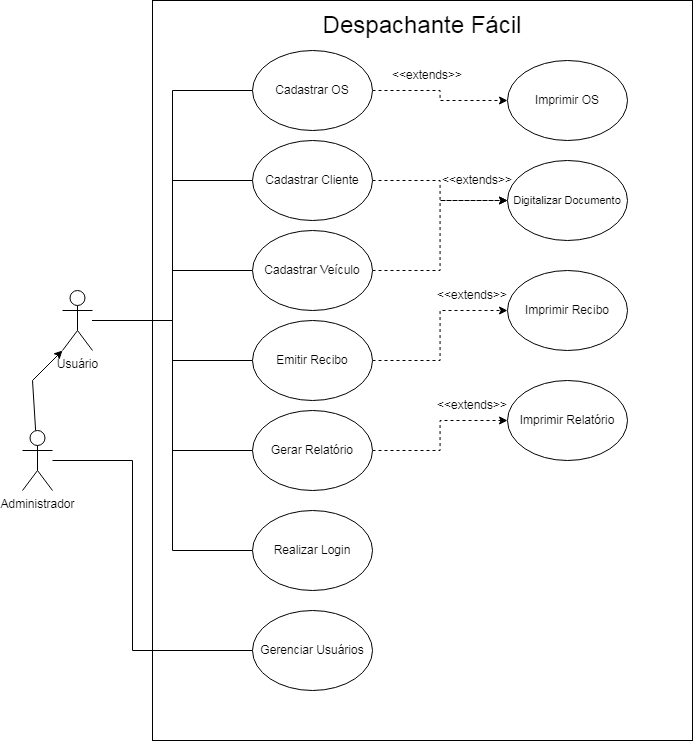 Despachante Fácil
Cadastrar OS
<<extends>>
Imprimir OS
Cadastrar Cliente
<<extends>>
Digitalizar Documento
Cadastrar Veículo
<<extends>>
Imprimir Recibo
Usuário
Emitir Recibo
<<extends>>
Imprimir Relatório
Gerar Relatório
Administrador
Realizar Login
Gerenciar Usuários